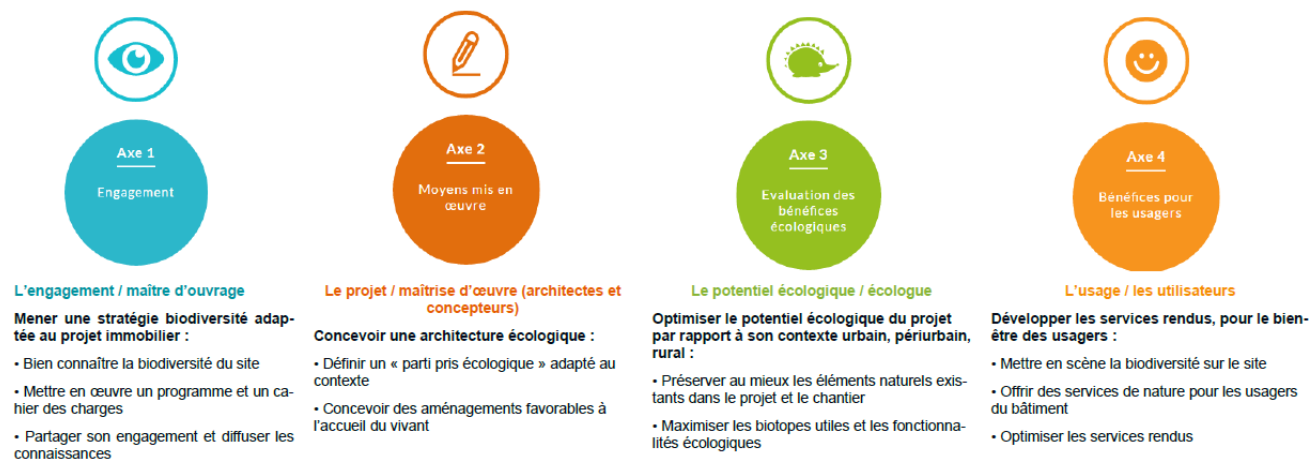 Axe 1
Engagement
L'engagement / maître d'ouvrage
Mener une stratégie biodiversité adap-
tée au projet immobilier :
• Bien connaître la biodiversité du site
• Mettre en œuvre un programme et un ca-
hier des charges
• Partager son engagement et diffuser les
connaissances
Axe 2
Moyens mis en
œuvre
Le projet / maîtrise d'œuvre (architectes et
concepteurs)
Concevoir une architecture écologique :
• Définir un « parti pris écologique » adapté au
contexte
• Concevoir des aménagements favorables à
l'accueil du vivant
Axe 3
Evaluation des
bénéfices
écologiques
Le potentiel écologique / écologue
Optimiser le potentiel écologique du projet
par rapport à son contexte urbain, périurbain,
rural :
• Préserver au mieux les éléments naturels exis-
tants dans le projet et le chantier
• Maximiser les biotopes utiles et les fonctionna-
lités écologiques
Axe 4
Bénéfices pour
les usagers
L'usage / les utilisateurs
Développer les services rendus, pour le bien-
être des usagers :
• Mettre en scène la biodiversité sur le site
• Offrir des services de nature pour les usagers
du bâtiment
• Optimiser les services rendus